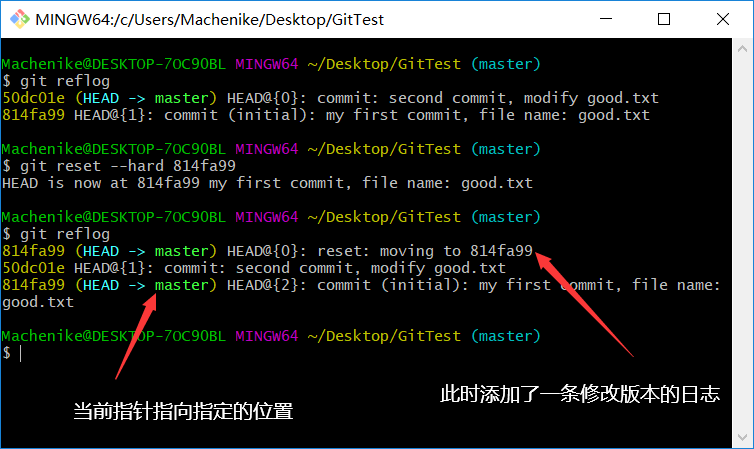 MINGW64:/c/Users/Machenike/Desktop/GitTest
Machenike@DESKTOP-7OC90BL MINGW64 ~/Desktop/GitTest (master)
$ git reflog
50dc01e (HEAD -> master) HEAD@{0}: commit: second commit, modify good.txt
814fa99 HEAD@{1}: commit (initial): my first commit, file name: good.txt
Machenike@DESKTOP-7OC90BL MINGW64 ~/Desktop/GitTest (master)
$ git reset --hard 814fa99
HEAD is now at 814fa99 my first commit, file name: good.txt
Machenike@DESKTOP-7OC90BL MINGW64 ~/Desktop/GitTest (master)
$ git reflog
814fa99 (HEAD -> master) HEAD@{0}: reset: moving to 814fa99
50dc01e HEAD@{1}: commit: second commit, modify good.txt
814fa99 (HEAD -> master) HEAD@{2}: commit (initial): my first commit, file name:
good.txt
Machenike@DESKTOP-7OC90BL MINGW64 ~/Desktop/GitTest (master)
$
此时添加了一条修改版本的日志
当前指针指向指定的位置